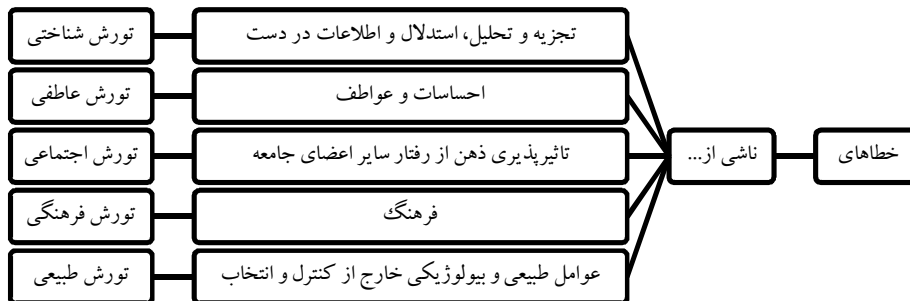 خطاهای
ناشی از...
تجزیه و تحلیل، استدلال و اطلاعات در دست
تورش شناختی
احساسات و عواطف
تورش عاطفی
تاثیرپذیری ذهن از رفتار سایر اعضای جامعه
تورش اجتماعی
فرهنگ
تورش فرهنگی
عوامل طبیعی و بیولوژیکی خارج از کنترل و انتخاب
تورش طبیعی